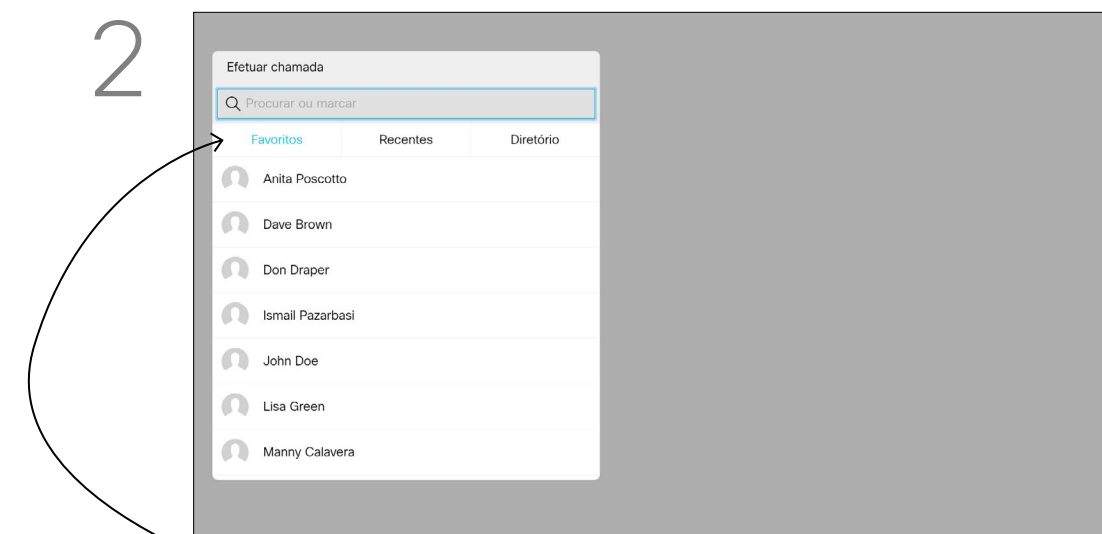 2
Efetuar chamada
Procurar ou marcar
Favoritos Recentes Diretório
Anita Poscotto
Dave Brown
Don Draper
Ismail Pazarbasi
John Doe
Lisa Green
Manny Calavera